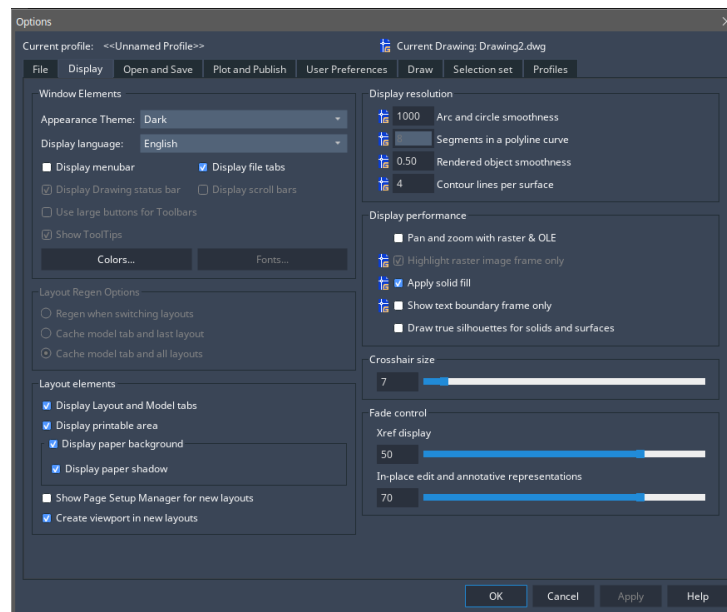 Options
Current profile: <<Unnamed Profile>>
Current Drawing: Drawing2.dwg
File Display Open and Save Plot and Publish User Preferences Draw Selection set Profiles
Window Elements
Appearance Theme: Dark
Display language: English
Display menubar Display file tabs
Display Drawing status bar Display scroll bars
Use large buttons for Toolbars
Show ToolTips
Colors... Fonts...
Layout Regen Options
Regen when switching layouts
Cache model tab and last layout
Cache model tab and all layouts
Layout elements
Display Layout and Model tabs
Display printable area
Display paper background
Display paper shadow
Show Page Setup Manager for new layouts
Create viewport in new layouts
Display resolution
1000 Arc and circle smoothness
Segments in a polyline curve
0.50 Rendered object smoothness
4 Contour lines per surface
Display performance
Pan and zoom with raster & OLE
Highlight raster image frame only
Apply solid fill
Show text boundary frame only
Draw true silhouettes for solids and surfaces
Crosshair size
7
Fade control
Xref display
50
In-place edit and annotative representations
70
OK Cancel Apply Help